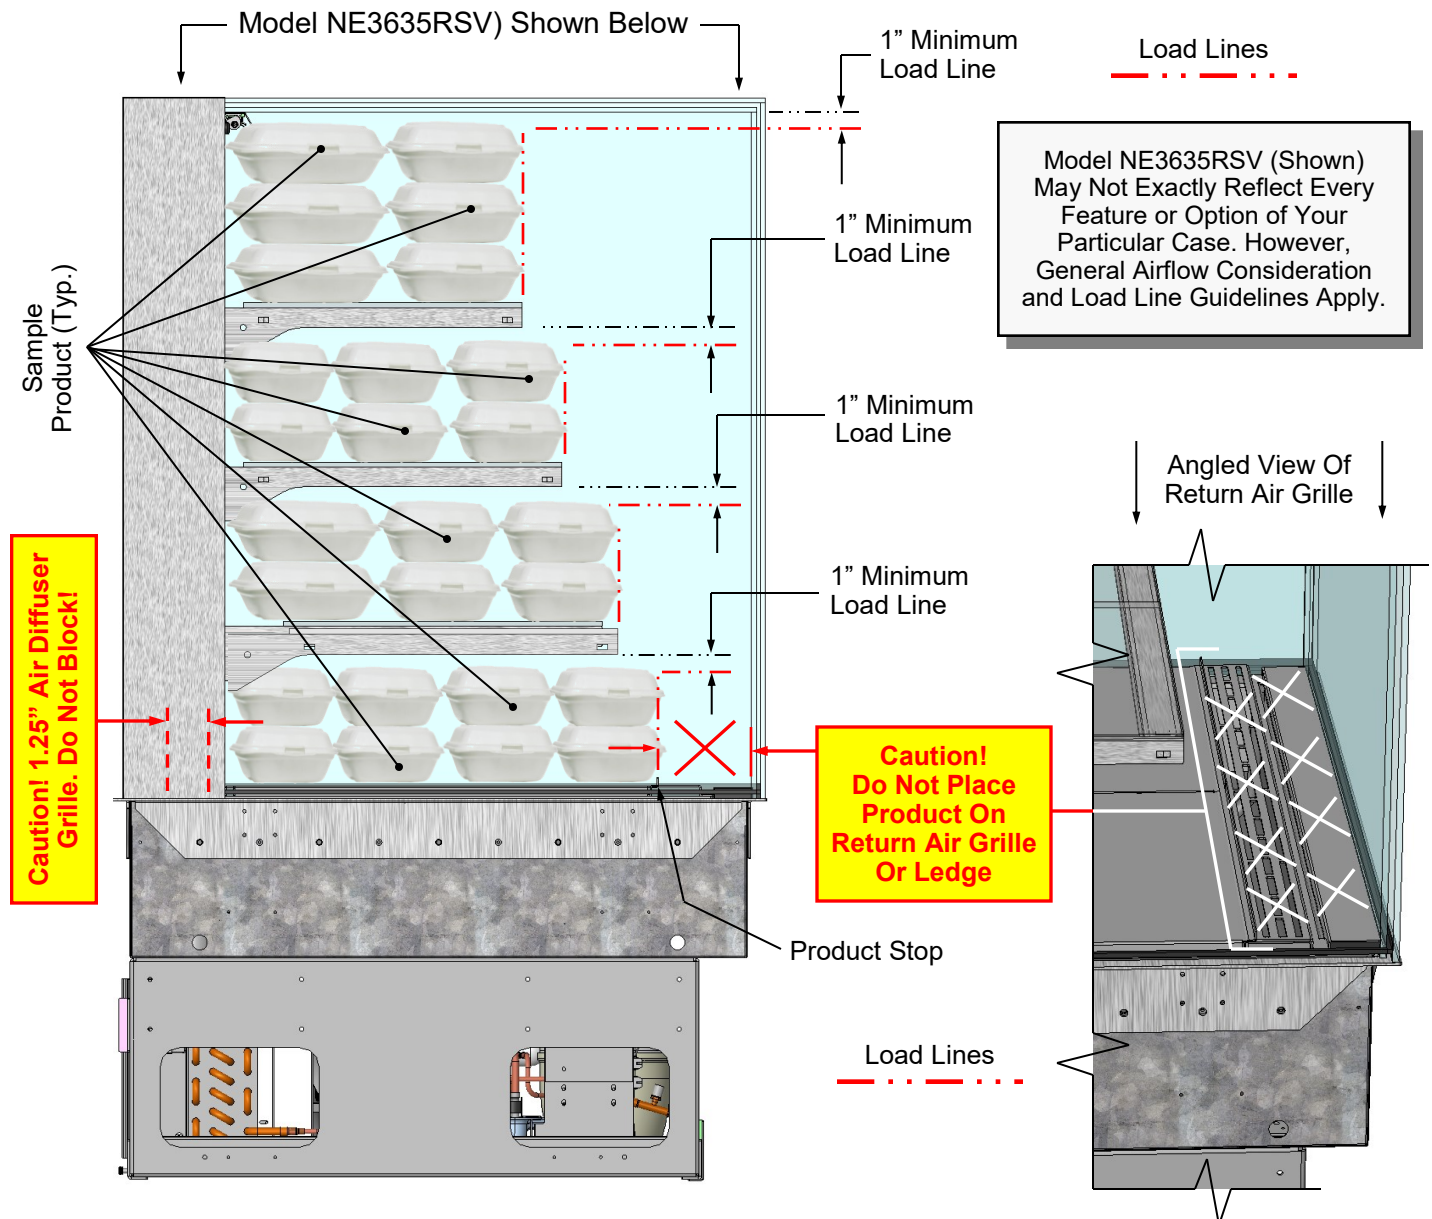 Model NE3635RSV) Shown Below
1” Minimum
Load Line
Load Lines
Model NE3635RSV (Shown)
May Not Exactly Reflect Every
Feature or Option of Your
Particular Case. However,
General Airflow Consideration
and Load Line Guidelines Apply.
1” Minimum
Load Line
Sample
Product (Typ.)
1” Minimum
Load Line
Angled View Of
Return Air Grille
1” Minimum
Load Line
Caution! 1.25” Air Diffuser
Grille. Do Not Block!
Caution!
Do Not Place
Product On
Return Air Grille
Or Ledge
Product Stop
Load Lines